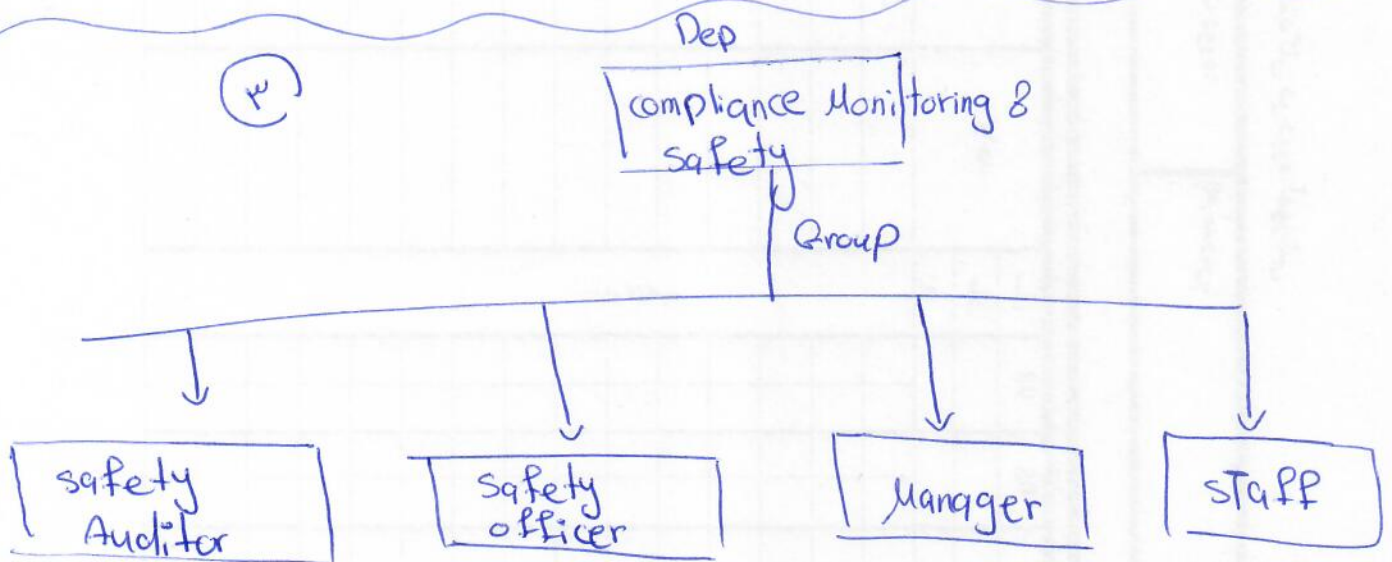 Dep
٣
compliance Monitoring &
safety
Group
safety
Auditor
safety
officer
Manager
staff